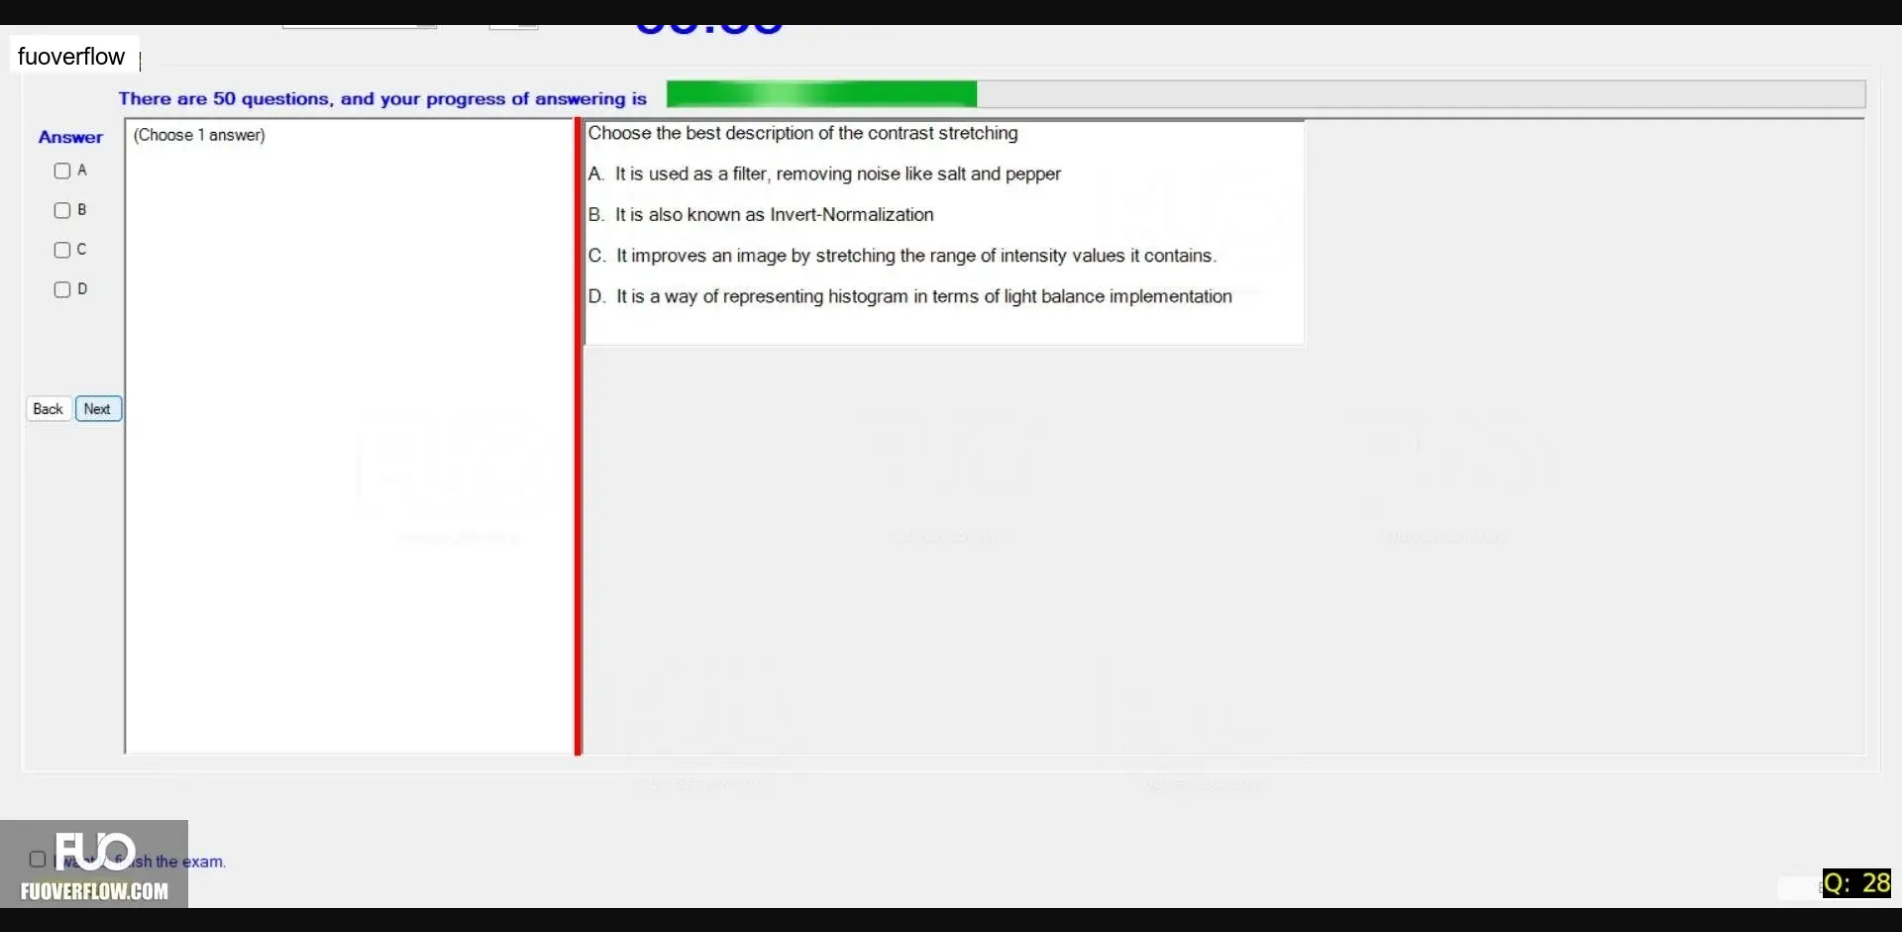 fuoverflow
There are 50 questions, and your progress of answering is
Answer
(Choose 1 answer)
A
B
C
D
Back Next
Choose the best description of the contrast stretching
A. It is used as a filter, removing noise like salt and pepper
B. It is also known as Invert-Normalization
C. It improves an image by stretching the range of intensity values it contains.
D. It is a way of representing histogram in terms of light balance implementation
FUO
the exam.
FUOVERFLOW.COM
Q: 28